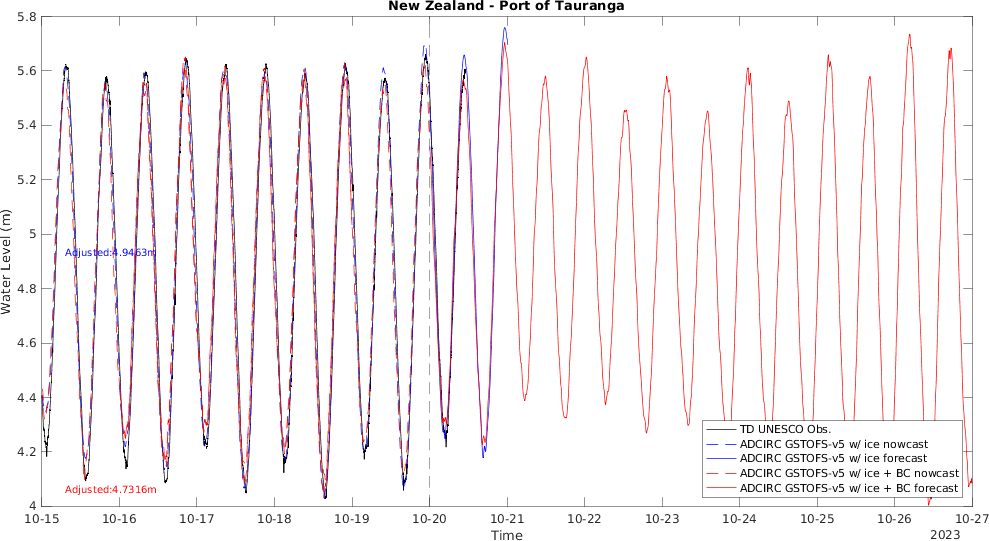 New Zealand - Port of Tauranga
Water Level (m)
5.8
5.6
5.4
5.2
5
4.8
4.6
4.4
4.2
4
Adjusted:4.9463m
Adjusted:4.7316m
TD UNESCO Obs.
ADCIRC GSTOFS-v5 w/ ice nowcast
ADCIRC GSTOFS-v5 w/ ice forecast
ADCIRC GSTOFS-v5 w/ ice + BC nowcast
ADCIRC GSTOFS-v5 w/ ice + BC forecast
10-15 10-16 10-17 10-18 10-19 10-20 10-21 10-22 10-23 10-24 10-25 10-26 10-27
Time
2023